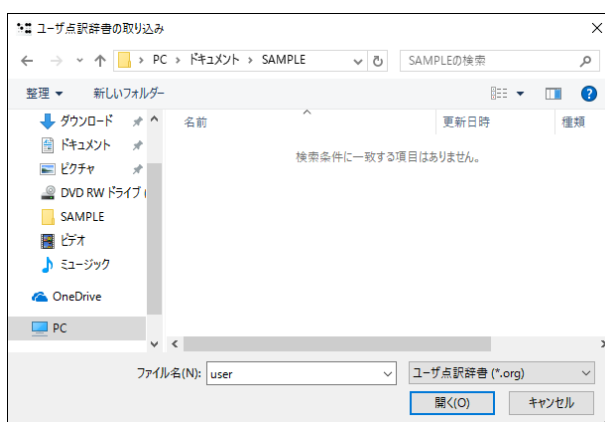 ユーザ点訳辞書の取り込み
PC › ドキュメント › SAMPLE
SAMPLEの検索
整理
新しいフォルダー
ダウンロード
ドキュメント
ピクチャ
DVD RW ドライブ (
SAMPLE
ビデオ
ミュージック
OneDrive
PC
名前
更新日時
種類
検索条件に一致する項目はありません。
ファイル名(N):
user
ユーザ点訳辞書 (*.org)
開く(O)
キャンセル